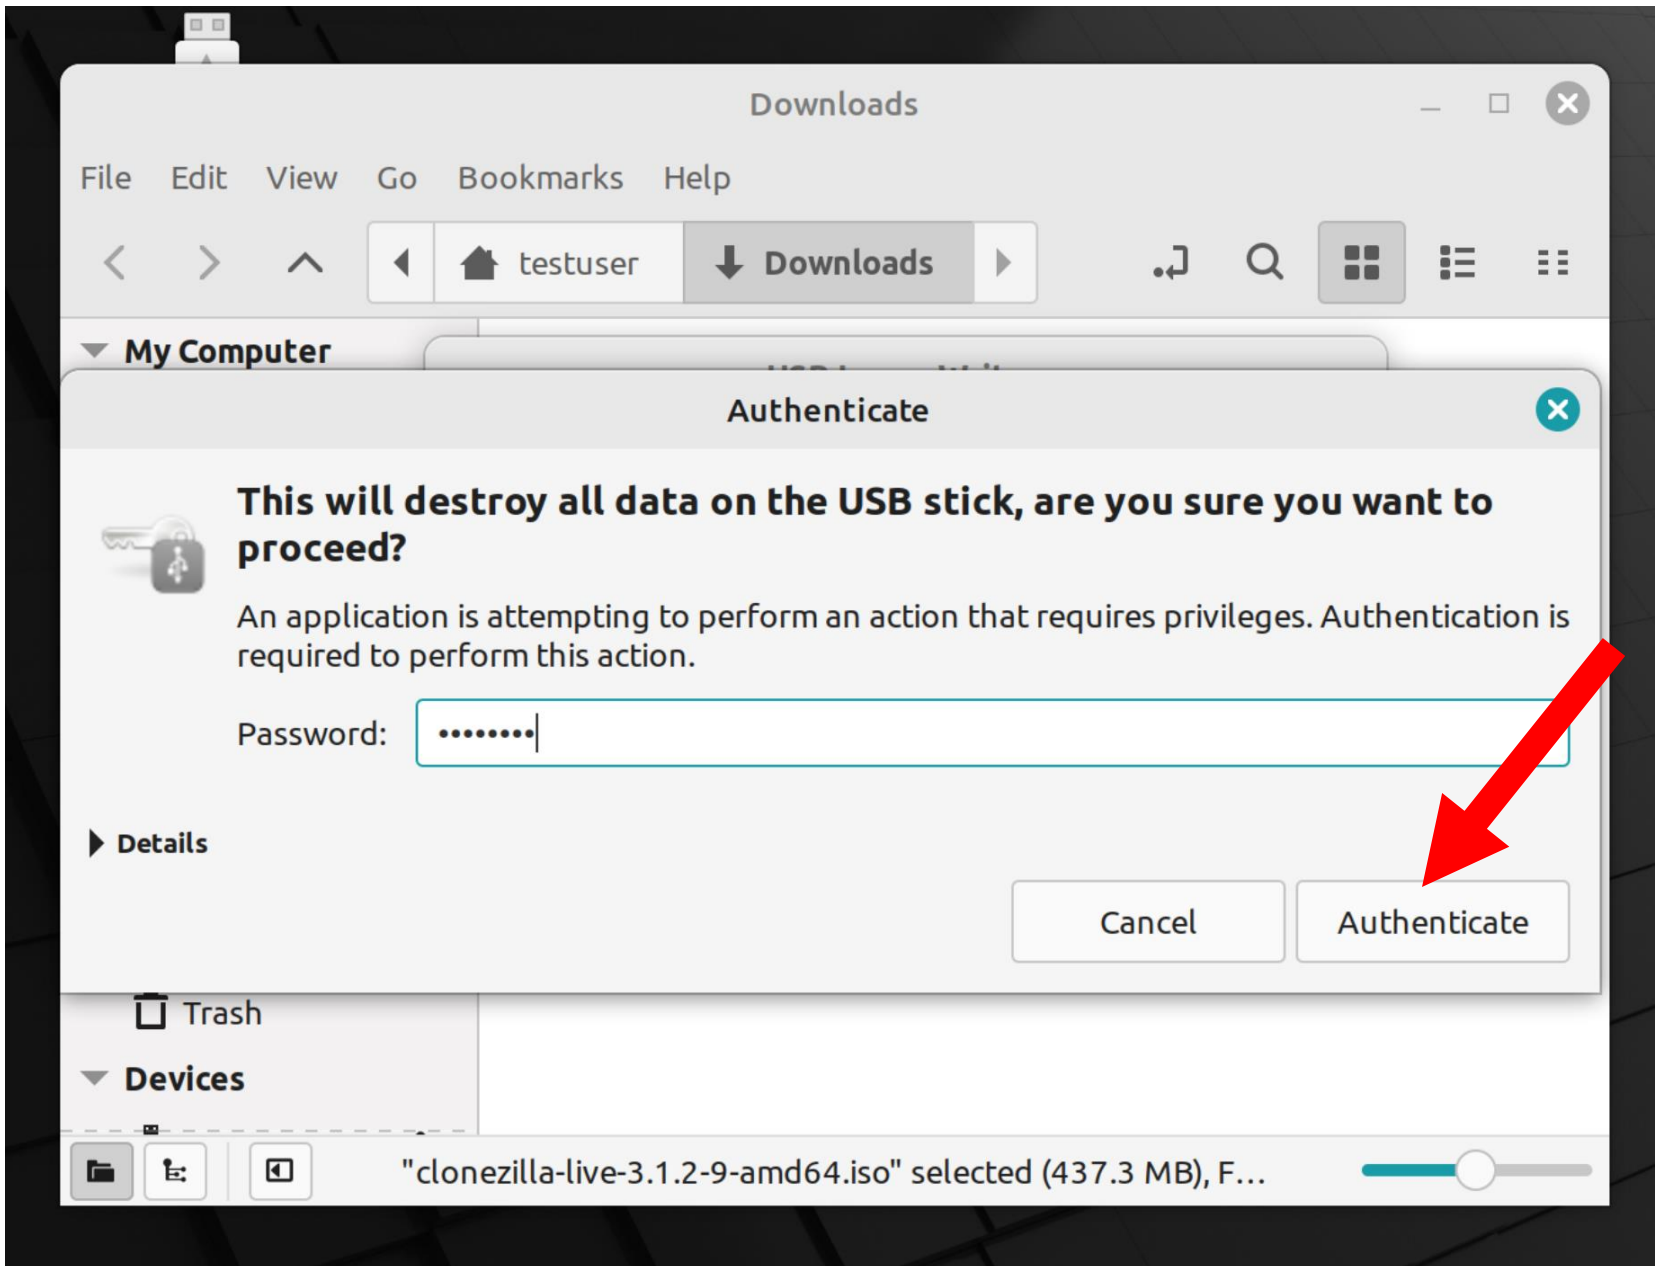 Downloads
File Edit View Go Bookmarks Help
testuser Downloads
My Computer
Authenticate
This will destroy all data on the USB stick, are you sure you want to
proceed?
An application is attempting to perform an action that requires privileges. Authentication is
required to perform this action.
Password: ••••••••
Details
Cancel Authenticate
Trash
Devices
"clonezilla-live-3.1.2-9-amd64.iso" selected (437.3 MB), F...